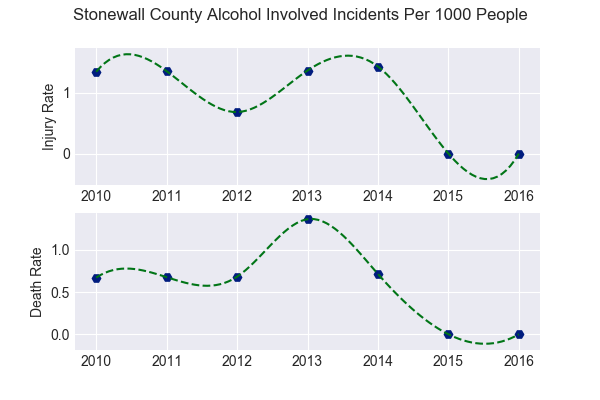 Stonewall County Alcohol Involved Incidents Per 1000 People
Injury Rate
1
0
2010 2011 2012 2013 2014 2015 2016
Death Rate
1.0
0.5
0.0
2010 2011 2012 2013 2014 2015 2016